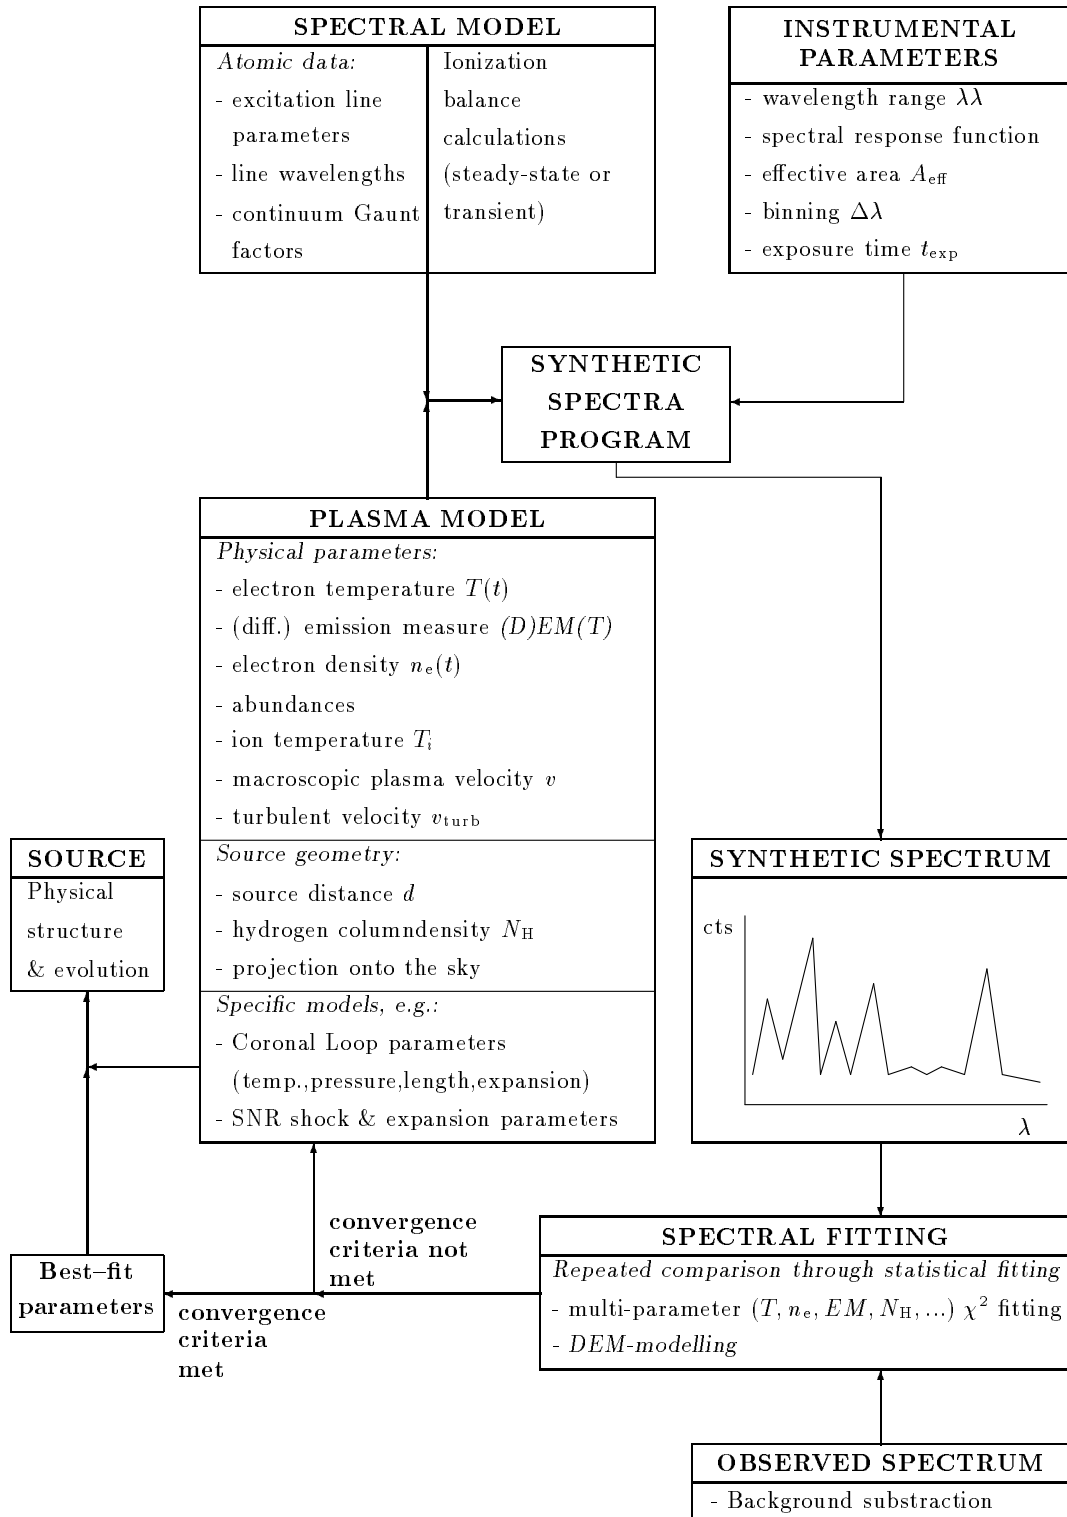 SPECTRAL MODEL
Atomic data:
- excitation line
parameters
- line wavelengths
- continuum Gaunt
factors
Ionization
balance
calculations
(steady-state or
transient)
INSTRUMENTAL
PARAMETERS
- wavelength range λλ
- spectral response function
- effective area A_eff
- binning Δλ
- exposure time t_exp
SYNTHETIC
SPECTRA
PROGRAM
PLASMA MODEL
Physical parameters:
- electron temperature T(t)
- (diff.) emission measure (D)EM(T)
- electron density n_e(t)
- abundances
- ion temperature T_i
- macroscopic plasma velocity v
- turbulent velocity v_turb
Source geometry:
- source distance d
- hydrogen columndensity N_H
- projection onto the sky
Specific models, e.g.:
- Coronal Loop parameters
(temp.,pressure,length,expansion)
- SNR shock & expansion parameters
SOURCE
Physical
structure
& evolution
SYNTHETIC SPECTRUM
cts
λ
convergence
criteria not
met
SPECTRAL FITTING
Repeated comparison through statistical fitting
- multi-parameter (T, n_e, EM, N_H, ...) χ² fitting
- DEM-modelling
Best–fit
parameters
convergence
criteria
met
OBSERVED SPECTRUM
- Background substraction